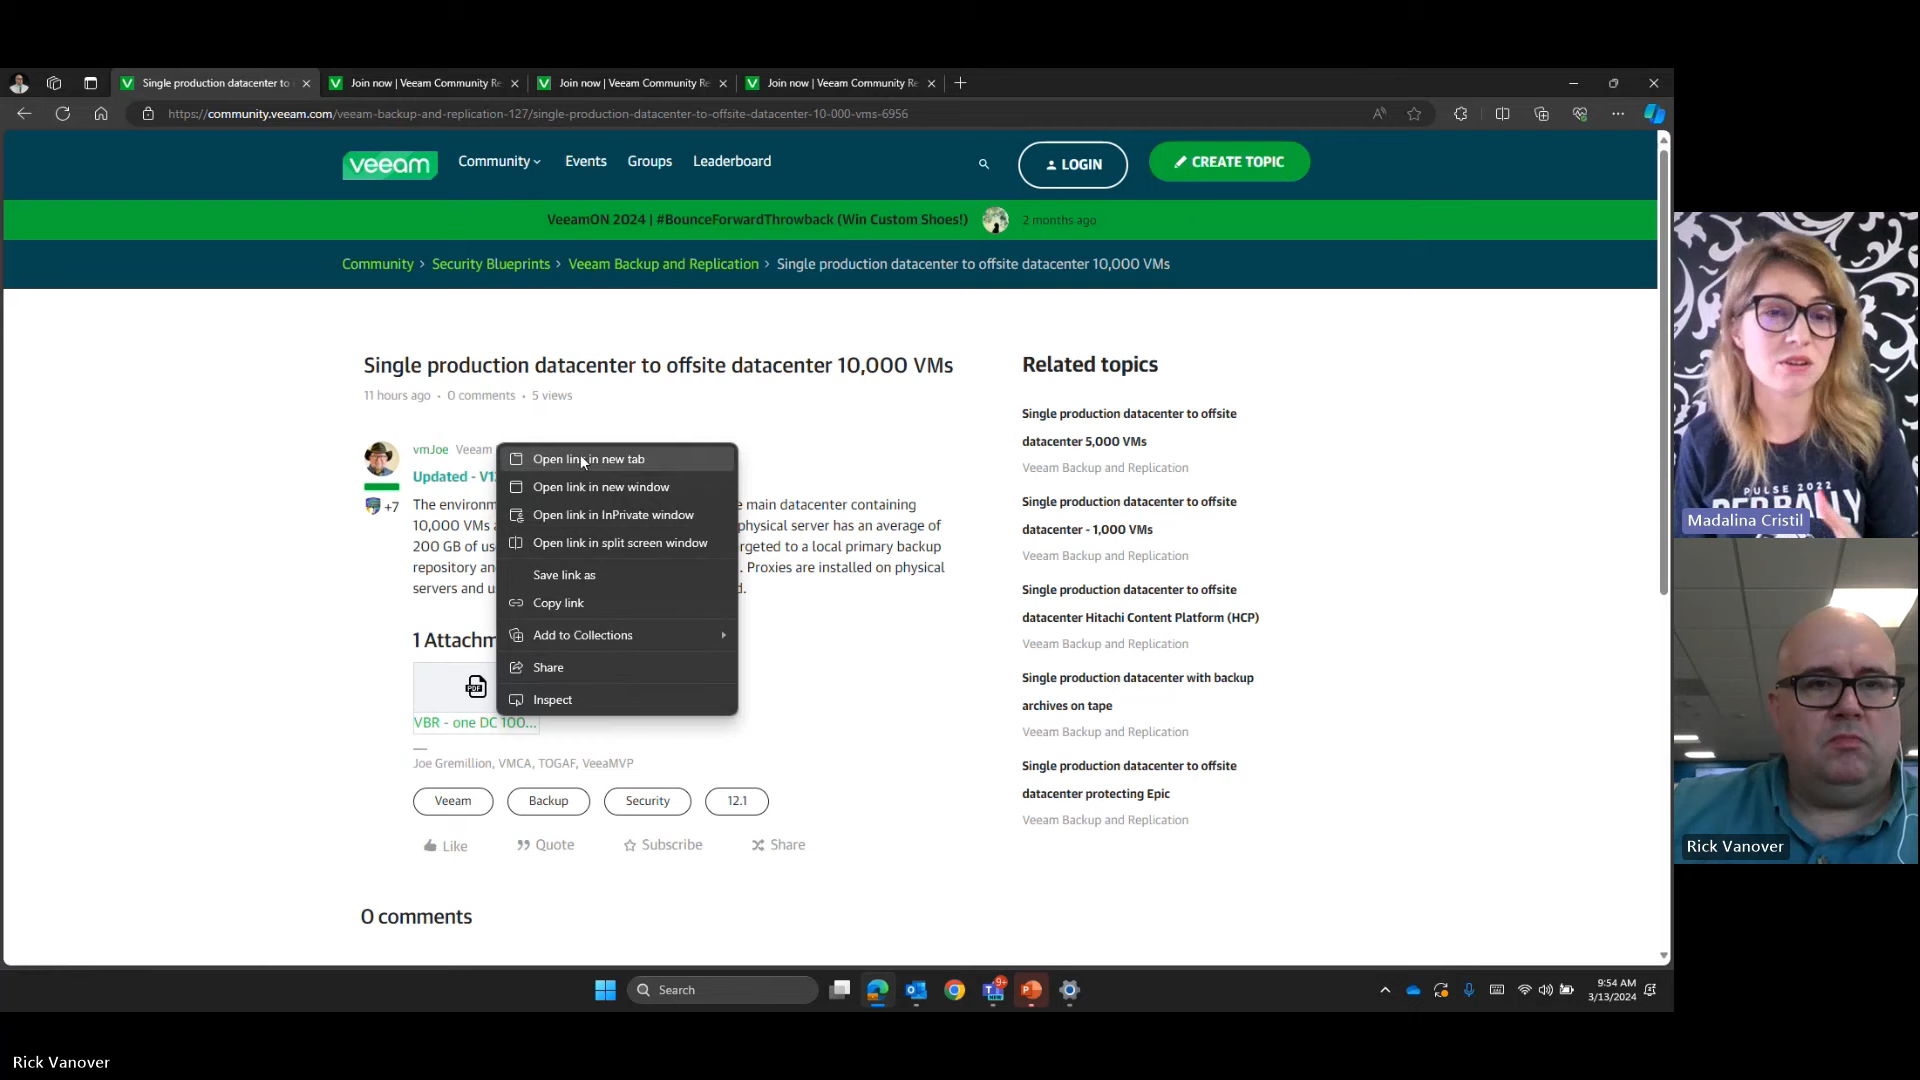 Single production datacenter to
Join now | Veeam Community Re
Join now | Veeam Community Re
Join now | Veeam Community Re
https://community.veeam.com/veeam-backup-and-replication-127/single-production-datacenter-to-offsite-datacenter-10-000-vms-6956
veeam
Community
Events
Groups
Leaderboard
LOGIN
CREATE TOPIC
VeeamON 2024 | #BounceForwardThrowback (Win Custom Shoes!)
2 months ago
Community > Security Blueprints > Veeam Backup and Replication > Single production datacenter to offsite datacenter 10,000 VMs
Single production datacenter to offsite datacenter 10,000 VMs
11 hours ago • 0 comments • 5 views
vmJoe Veeam
Updated - V1
The environm
e main datacenter containing
10,000 VMs a
physical server has an average of
200 GB of us
rgeted to a local primary backup
repository an
. Proxies are installed on physical
servers and u
d.
+7
Open link in new tab
Open link in new window
Open link in InPrivate window
Open link in split screen window
Save link as
Copy link
Add to Collections
Share
Inspect
1 Attachm
PDF
VBR - one DC 100...
Joe Gremillion, VMCA, TOGAF, VeeaMVP
Veeam
Backup
Security
12.1
Like
Quote
Subscribe
Share
0 comments
Related topics
Single production datacenter to offsite
datacenter 5,000 VMs
Veeam Backup and Replication
Single production datacenter to offsite
datacenter - 1,000 VMs
Veeam Backup and Replication
Single production datacenter to offsite
datacenter Hitachi Content Platform (HCP)
Veeam Backup and Replication
Single production datacenter with backup
archives on tape
Veeam Backup and Replication
Single production datacenter to offsite
datacenter protecting Epic
Veeam Backup and Replication
PULSE 2022
Madalina Cristil
Rick Vanover
Search
9+
9:54 AM
3/13/2024
Rick Vanover